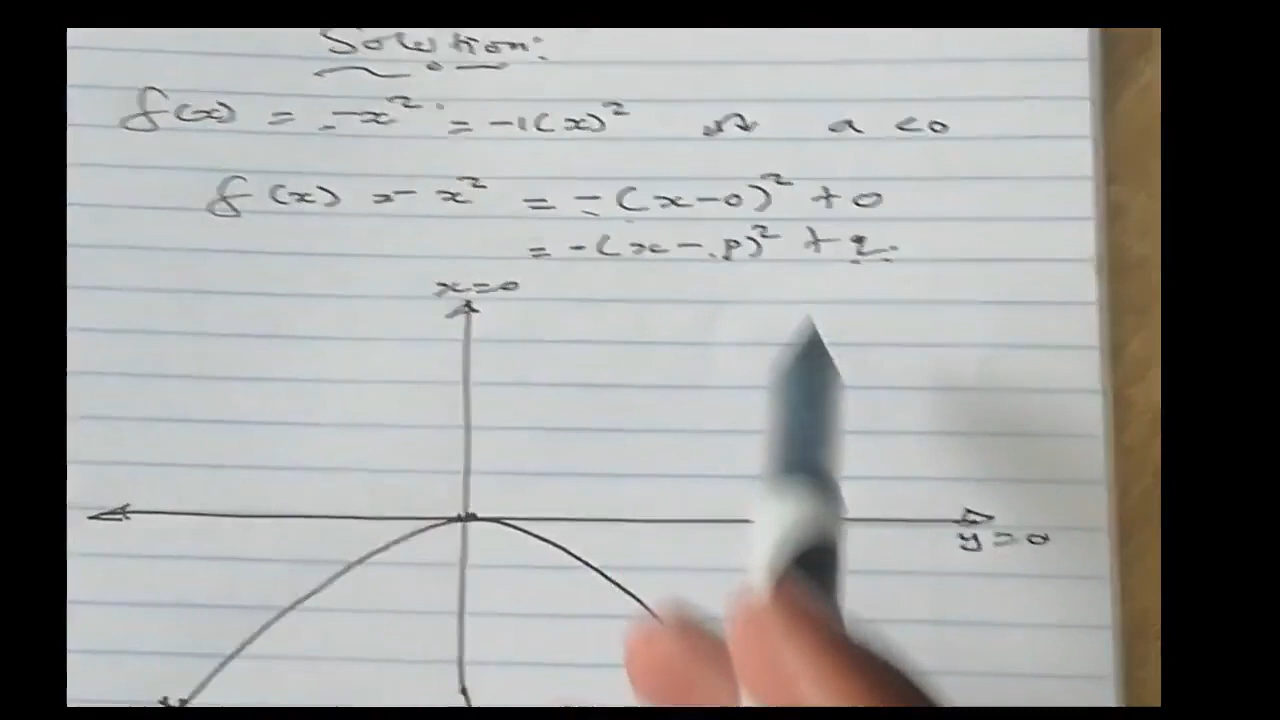 Solution:
f(x) = -x² = -1(x)² a <0
f(x) = -x² = -(x-0)² + 0
= -(x-p)² + q.
x=0
y=0